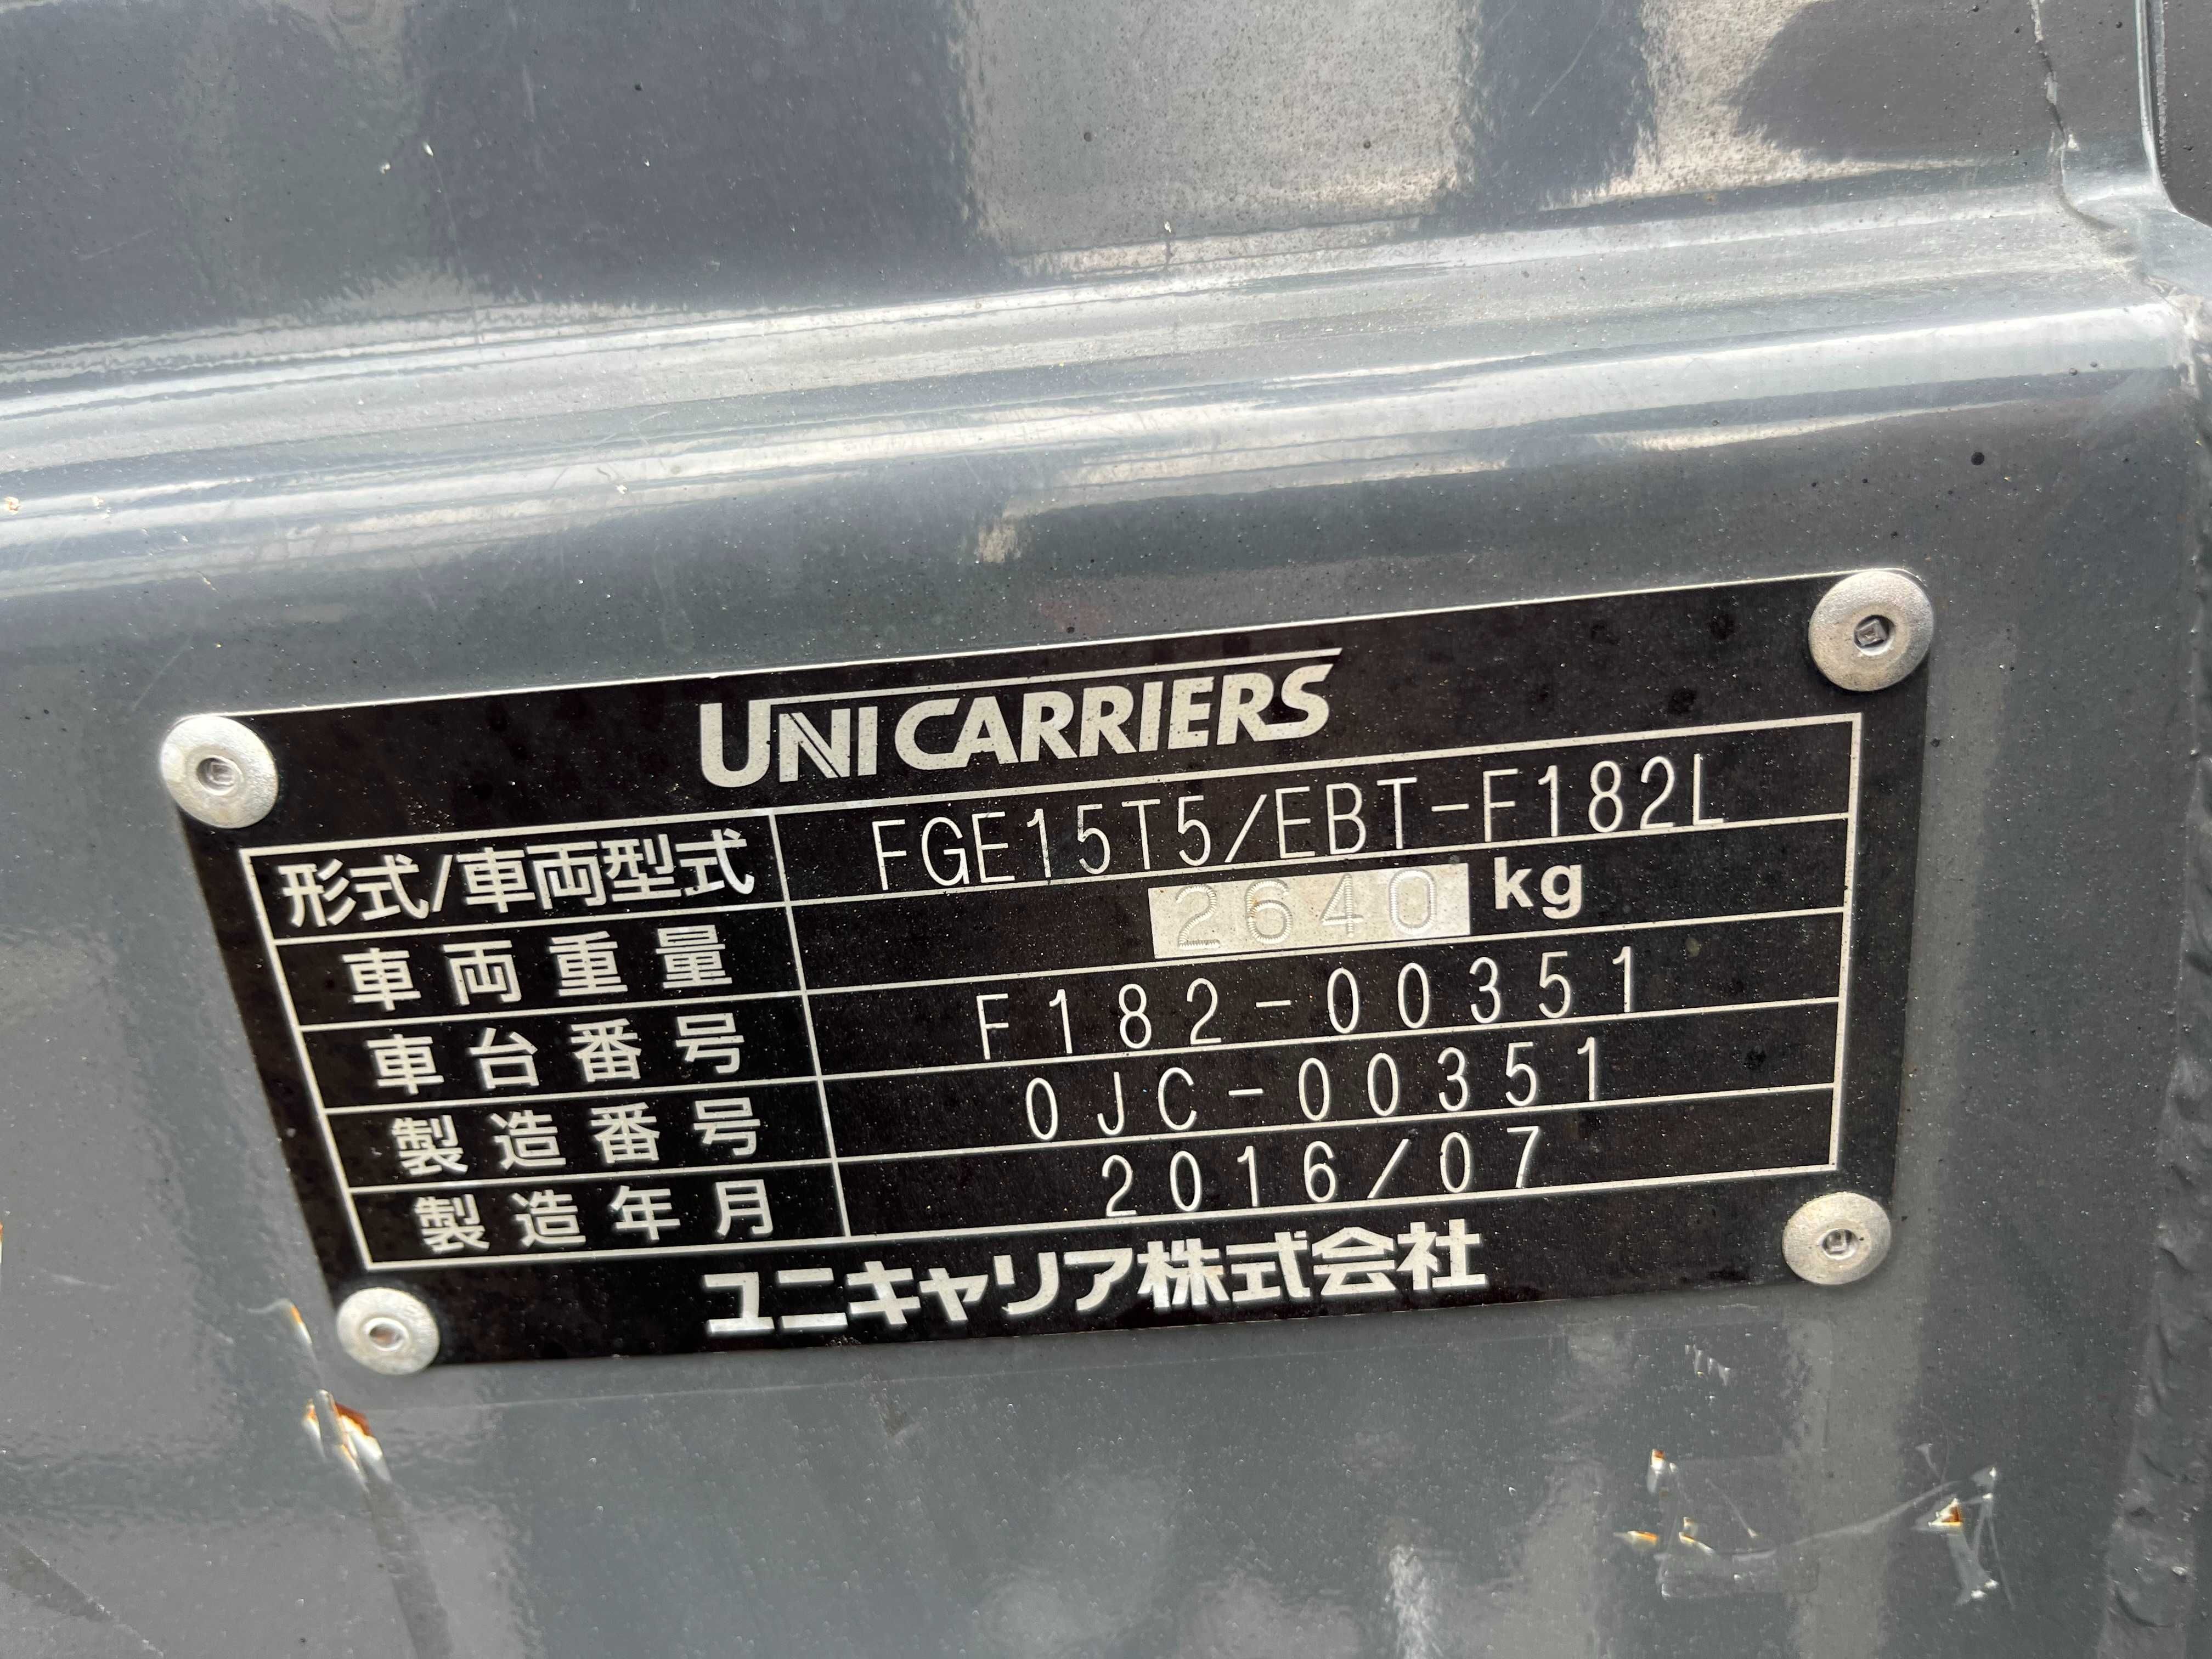 UNICARRIERS
形式/車両型式 FGE15T5/EBT-F182L
車両重量 2640 kg
車台番号 F182-00351
製造番号 0JC-00351
製造年月 2016/07
ユニキャリア株式会社